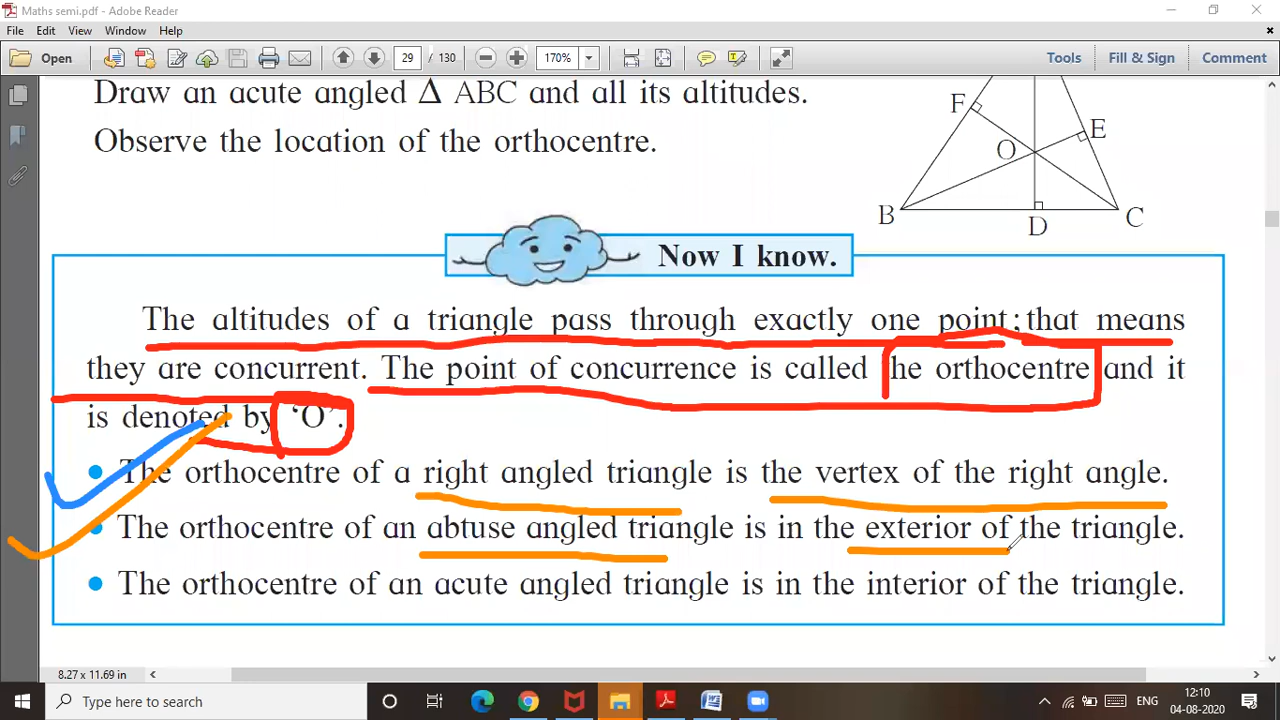 Maths semi.pdf - Adobe Reader
File Edit View Window Help
Open 29 / 130 170% Tools Fill & Sign Comment
Draw an acute angled Δ ABC and all its altitudes.
Observe the location of the orthocentre.
F
E
O
B
C
D
Now I know.
The altitudes of a triangle pass through exactly one point; that means
they are concurrent. The point of concurrence is called he orthocentre and it
is denoted by ‘O’.
• The orthocentre of a right angled triangle is the vertex of the right angle.
• The orthocentre of an abtuse angled triangle is in the exterior of the triangle.
• The orthocentre of an acute angled triangle is in the interior of the triangle.
8.27 x 11.69 in
Type here to search
ENG
12:10
04-08-2020